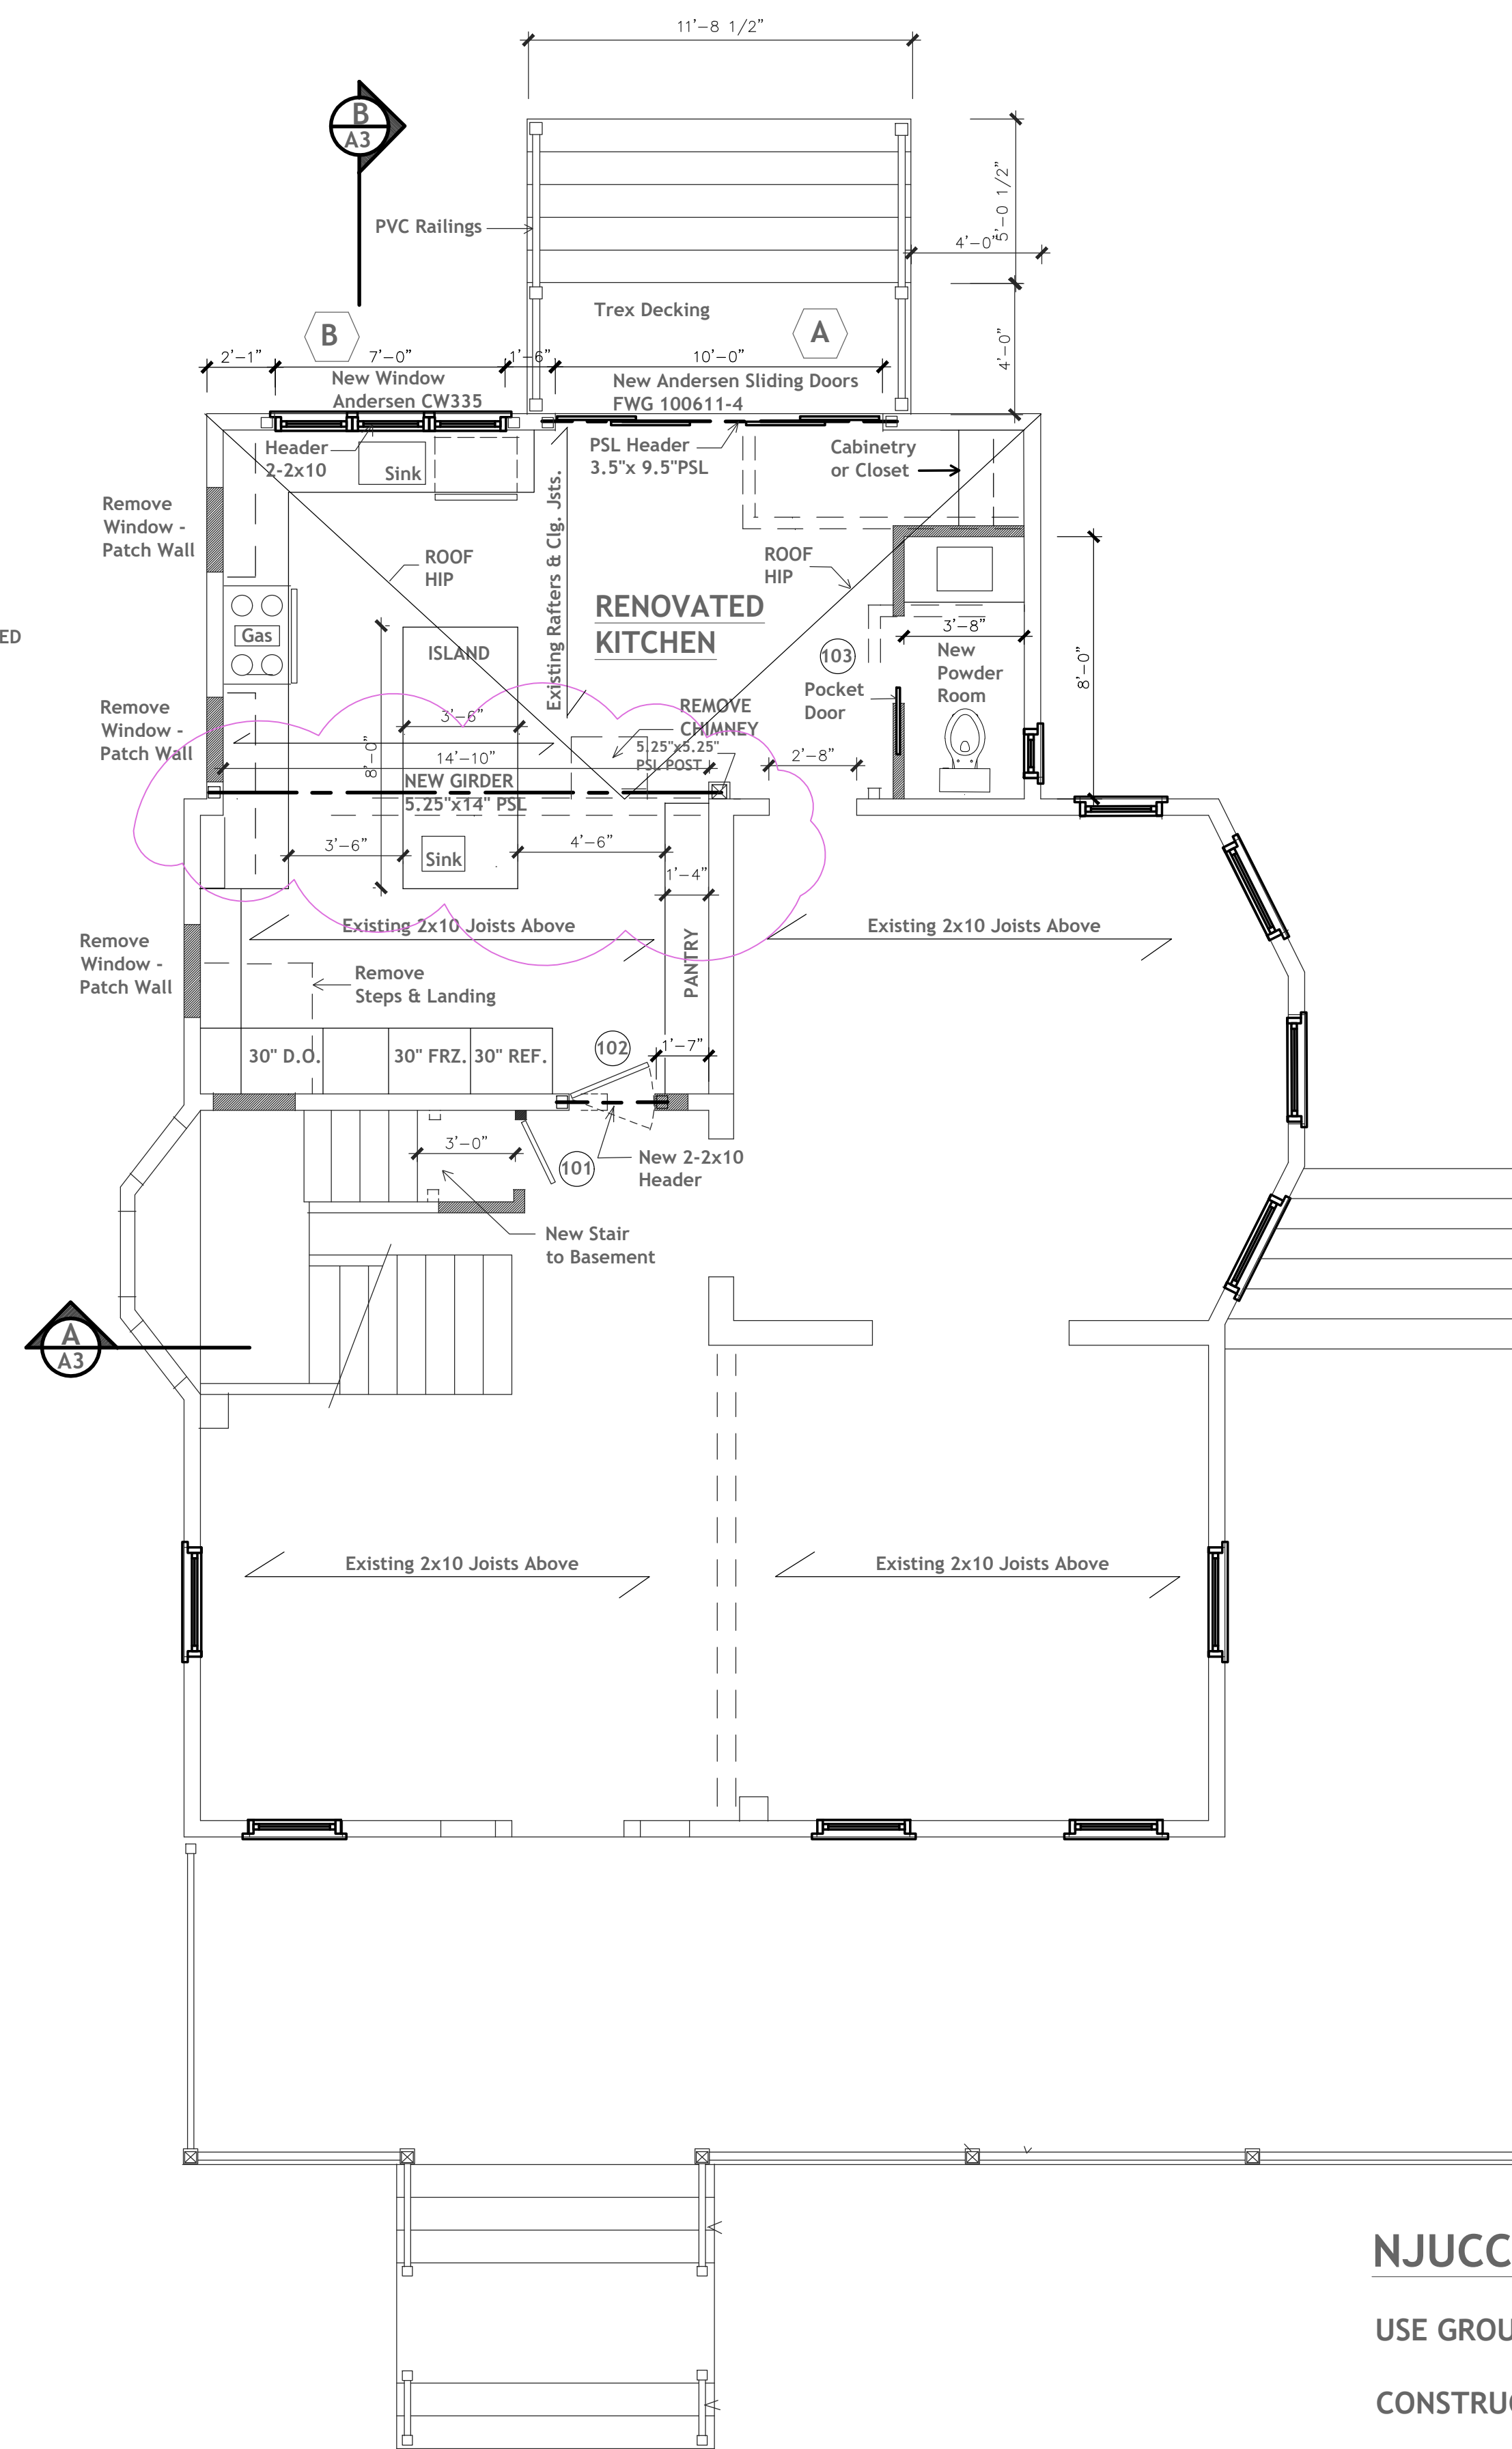 11'-8 1/2"
B
A3
5'-0 1/2"
PVC Railings
4'-0"
Trex Decking
B
A
4'-0"
2'-1"
7'-0"
1'-6"
10'-0"
New Window
Andersen CW335
New Andersen Sliding Doors
FWG 100611-4
Header
2-2x10
Sink
PSL Header
3.5"x 9.5"PSL
Cabinetry
or Closet
Remove
Window -
Patch Wall
ROOF
HIP
Existing Rafters & Clg. Jsts.
ROOF
HIP
RENOVATED
KITCHEN
ED
Gas
ISLAND
103
3'-8"
New
Powder
Room
8'-0"
Pocket
Door
Remove
Window -
Patch Wall
3'-6"
8'-0"
REMOVE
CHIMNEY
5.25"x5.25"
PSL POST
14'-10"
2'-8"
NEW GIRDER
5.25"x14" PSL
3'-6"
Sink
4'-6"
1'-4"
Existing 2x10 Joists Above
Existing 2x10 Joists Above
PANTRY
Remove
Window -
Patch Wall
Remove
Steps & Landing
30" D.O.
30" FRZ.
30" REF.
102
1'-7"
3'-0"
101
New 2-2x10
Header
New Stair
to Basement
A
A3
Existing 2x10 Joists Above
Existing 2x10 Joists Above
NJUCC
USE GROU
CONSTRU